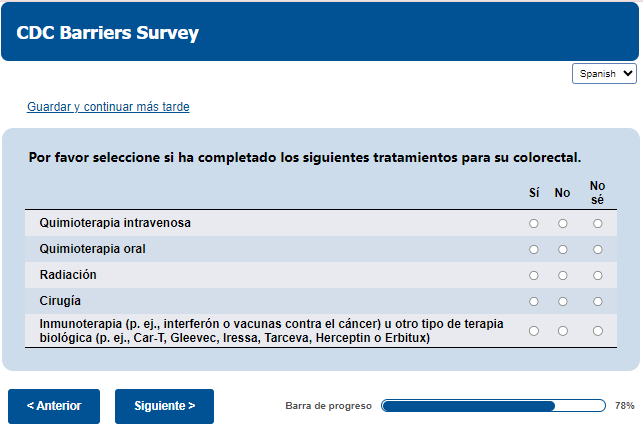 CDC Barriers Survey
Spanish
Guardar y continuar más tarde
Por favor seleccione si ha completado los siguientes tratamientos para su colorectal.
Sí No No
sé
Quimioterapia intravenosa
Quimioterapia oral
Radiación
Cirugía
Inmunoterapia (p. ej., interferón o vacunas contra el cáncer) u otro tipo de terapia
biológica (p. ej., Car-T, Gleevec, Iressa, Tarceva, Herceptin o Erbitux)
< Anterior Siguiente > Barra de progreso 78%